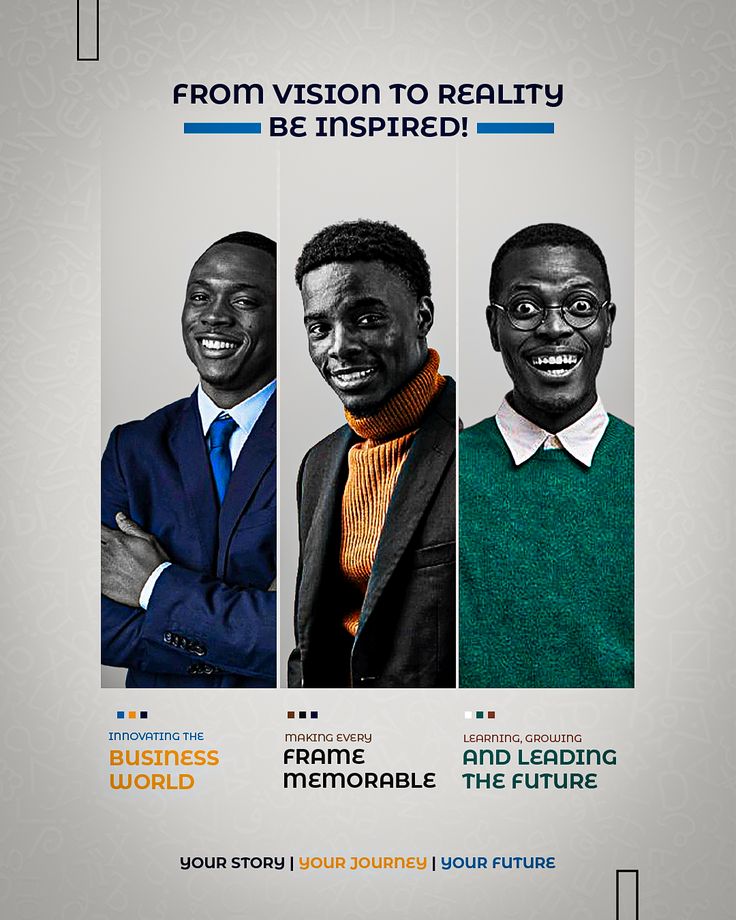 FROM VISION TO REALITY
BE INSPIRED!
INNOVATING THE
BUSINESS
WORLD
MAKING EVERY
FRAME
MEMORABLE
LEARNING, GROWING
AND LEADING
THE FUTURE
YOUR STORY | YOUR JOURNEY | YOUR FUTURE